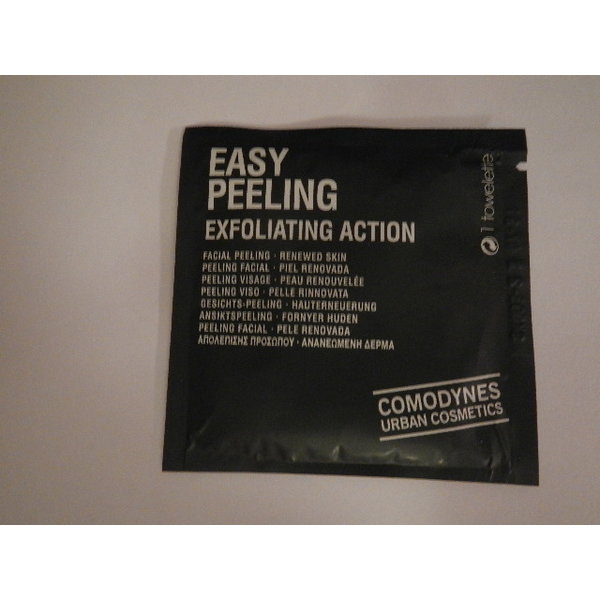 EASY
PEELING
EXFOLIATING ACTION
FACIAL PEELING · RENEWED SKIN
PEELING FACIAL · PIEL RENOVADA
PEELING VISAGE · PEAU RENOUVELÉE
PEELING VISO · PELLE RINNOVATA
GESICHTS-PEELING · HAUTERNEUERUNG
ANSIKTSPEELING · FORNYER HUDEN
PEELING FACIAL · PELE RENOVADA
ΑΠΟΛΕΠΙΣΗΣ ΠΡΟΣΩΠΟΥ · ΑΝΑΝΕΩΜΕΝΗ ΔΕΡΜΑ
1 towelette
COMODYNES
URBAN COSMETICS